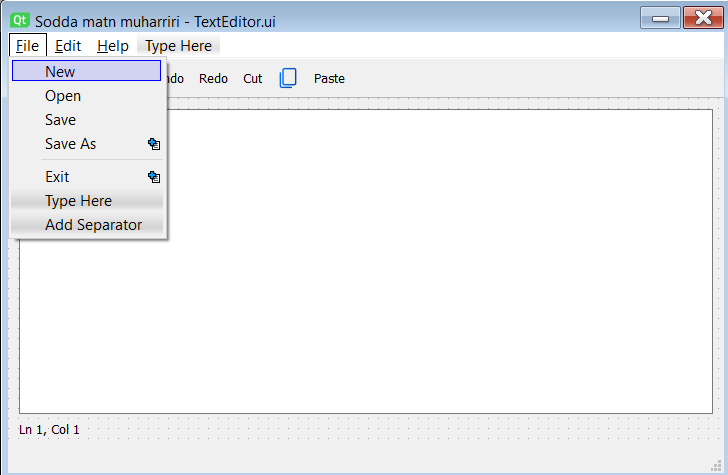 Qt Sodda matn muharriri - TextEditor.ui
File Edit Help Type Here
New
Redo Cut Paste
Open
Save
Save As
Exit
Type Here
Add Separator
Ln 1, Col 1